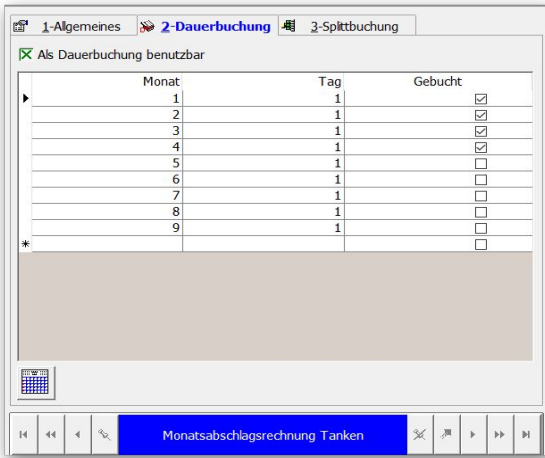 1-Allgemeines 2-Dauerbuchung 3-Splittbuchung
Als Dauerbuchung benutzbar
Monat Tag Gebucht
1 1
2 1
3 1
4 1
5 1
6 1
7 1
8 1
9 1
Monatsabschlagsrechnung Tanken